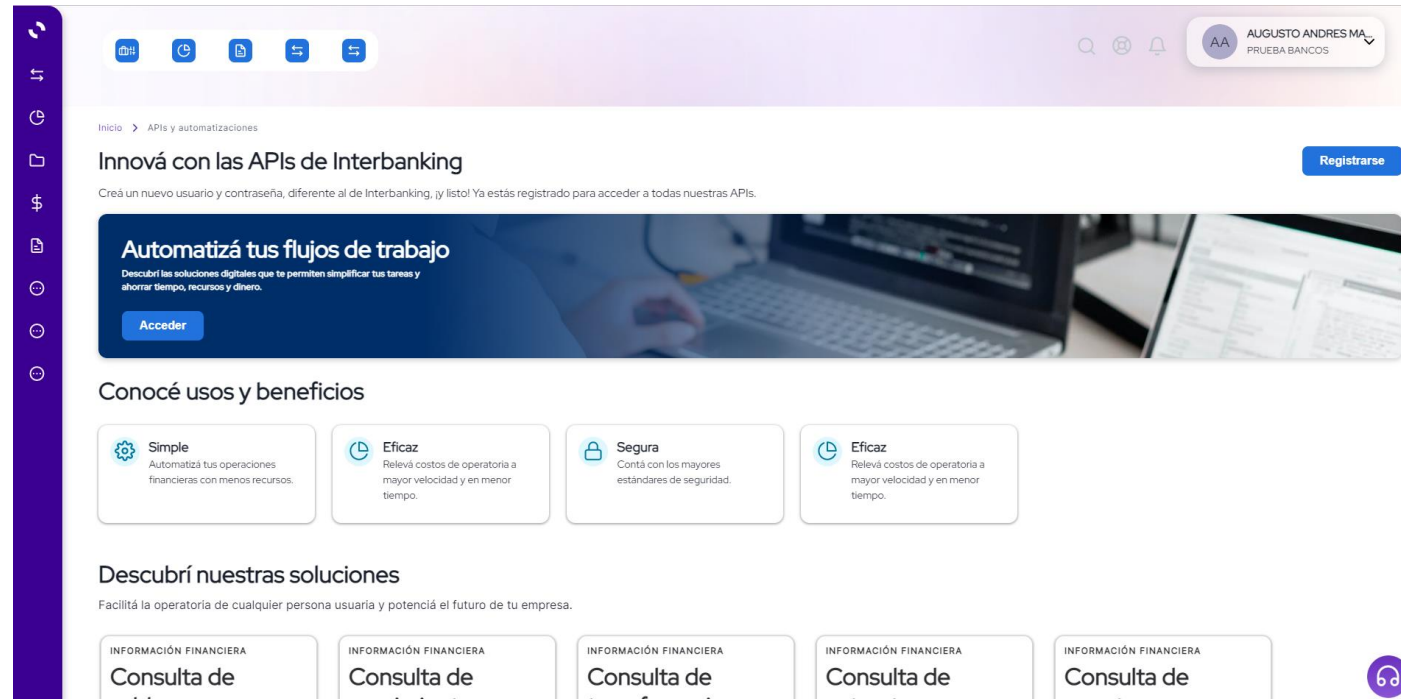 AA
AUGUSTO ANDRES MA...
PRUEBA BANCOS
Inicio > APIs y automatizaciones
Innová con las APIs de Interbanking
Registrarse
Creá un nuevo usuario y contraseña, diferente al de Interbanking, ¡y listo! Ya estás registrado para acceder a todas nuestras APIs.
Automatizá tus flujos de trabajo
Descubrí las soluciones digitales que te permiten simplificar tus tareas y
ahorrar tiempo, recursos y dinero.
Acceder
Conocé usos y beneficios
Simple
Automatizá tus operaciones
financieras con menos recursos.
Eficaz
Relevá costos de operatoria a
mayor velocidad y en menor
tiempo.
Segura
Contá con los mayores
estándares de seguridad.
Eficaz
Relevá costos de operatoria a
mayor velocidad y en menor
tiempo.
Descubrí nuestras soluciones
Facilitá la operatoria de cualquier persona usuaria y potenciá el futuro de tu empresa.
INFORMACIÓN FINANCIERA
Consulta de
INFORMACIÓN FINANCIERA
Consulta de
INFORMACIÓN FINANCIERA
Consulta de
INFORMACIÓN FINANCIERA
Consulta de
INFORMACIÓN FINANCIERA
Consulta de